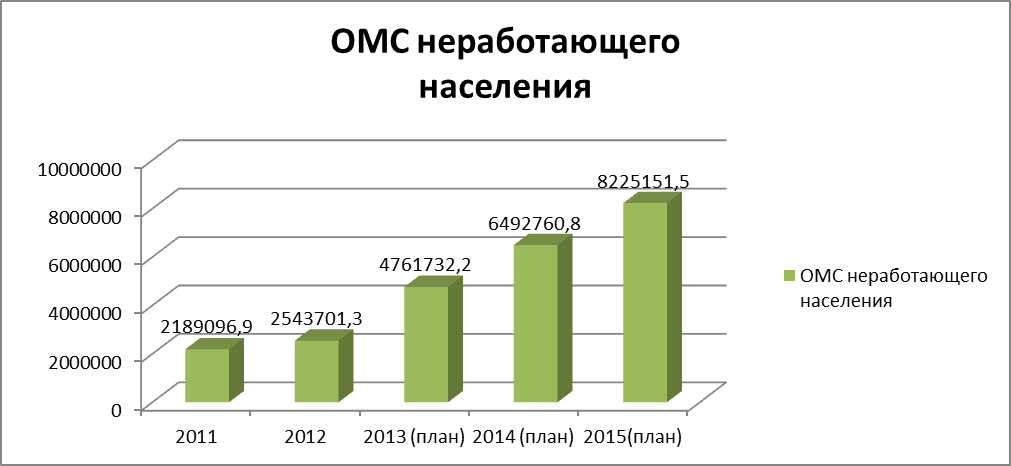 ОМС неработающего
населения
10000000
8000000
6000000
4000000
2000000
0
2189096,9
2543701,3
4761732,2
6492760,8
8225151,5
2011
2012
2013 (план)
2014 (план)
2015(план)
ОМС неработающего
населения